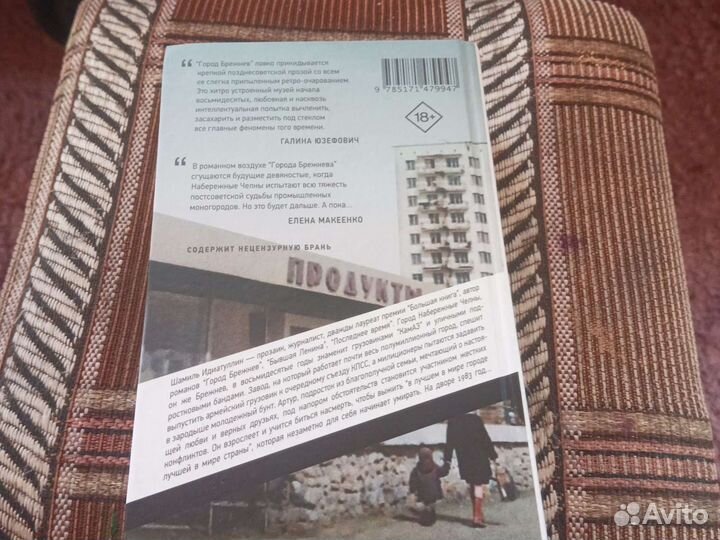 "Город Брежнев" ловко прикидывается
крепкой позднесоветской прозой со всем
ее слегка припыленным ретро-очарованием.
Это хитро устроенный музей начала
восьмидесятых, любовная и насквозь
интеллектуальная попытка вычленить,
засахарить и разместить под стеклом
все главные феномены того времени.
ГАЛИНА ЮЗЕФОВИЧ
9 785171 479947
18+
В романном воздухе "Города Брежнева"
сгущаются будущие девяностые, когда
Набережные Челны испытают всю тяжесть
постсоветской судьбы промышленных
моногородов. Но это будет дальше. А пока...
ЕЛЕНА МАКЕЕНКО
СОДЕРЖИТ НЕЦЕНЗУРНУЮ БРАНЬ
ПРОДУКТЫ
Шамиль Идиатуллин — прозаик, журналист, дважды лауреат премии "Большая книга", автор
романов "Город Брежнев", "Бывшая Ленина", "Последнее время". Город Набережные Челны,
он же Брежнев, в восьмидесятые годы знаменит грузовиками "КамАЗ" и уличными под-
ростковыми бандами. Завод, на который работает почти весь полумиллионный город, спешит
выпустить армейский грузовик к очередному съезду КПСС, а милиционеры пытаются задавить
в зародыше молодежный бунт. Артур, подросток из благополучной семьи, мечтающий о настоя-
щей любви и верных друзьях, под напором обстоятельств становится участником жестких
конфликтов. Он взрослеет и учится биться насмерть, чтобы выжить "в лучшем в мире городе
лучшей в мире страны", которая незаметно для себя начинает умирать. На дворе 1983 год...
Avito